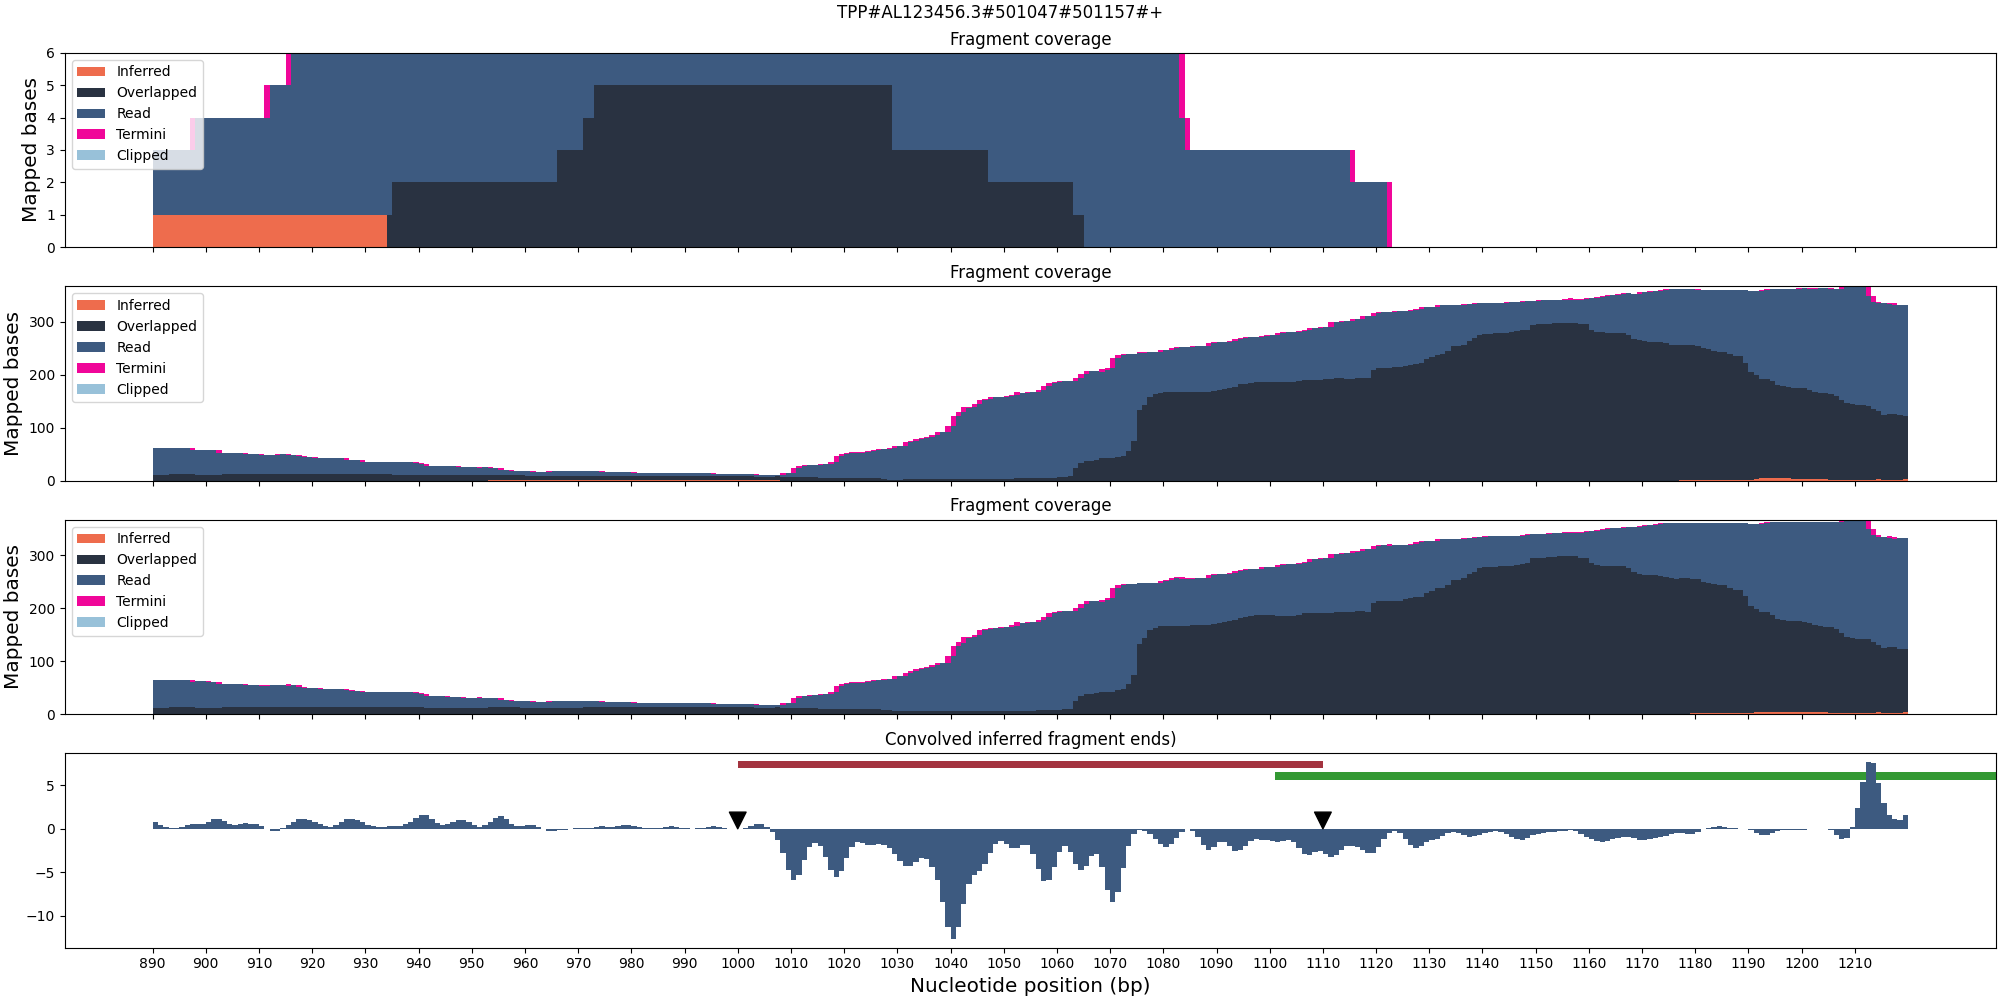 TPP#AL123456.3#501047#501157#+
Fragment coverage
Mapped bases
6
5
4
3
2
1
0
Inferred
Overlapped
Read
Termini
Clipped
Fragment coverage
Mapped bases
300
200
100
0
Inferred
Overlapped
Read
Termini
Clipped
Fragment coverage
Mapped bases
300
200
100
0
Inferred
Overlapped
Read
Termini
Clipped
Convolved inferred fragment ends)
5
0
−5
−10
890 900 910 920 930 940 950 960 970 980 990 1000 1010 1020 1030 1040 1050 1060 1070 1080 1090 1100 1110 1120 1130 1140 1150 1160 1170 1180 1190 1200 1210
Nucleotide position (bp)